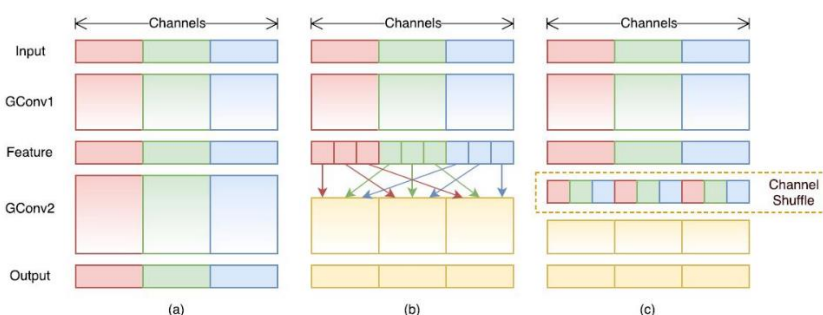 Channels Channels Channels
Input
GConv1
Feature
Channel
Shuffle
GConv2
Output
(a) (b) (c)